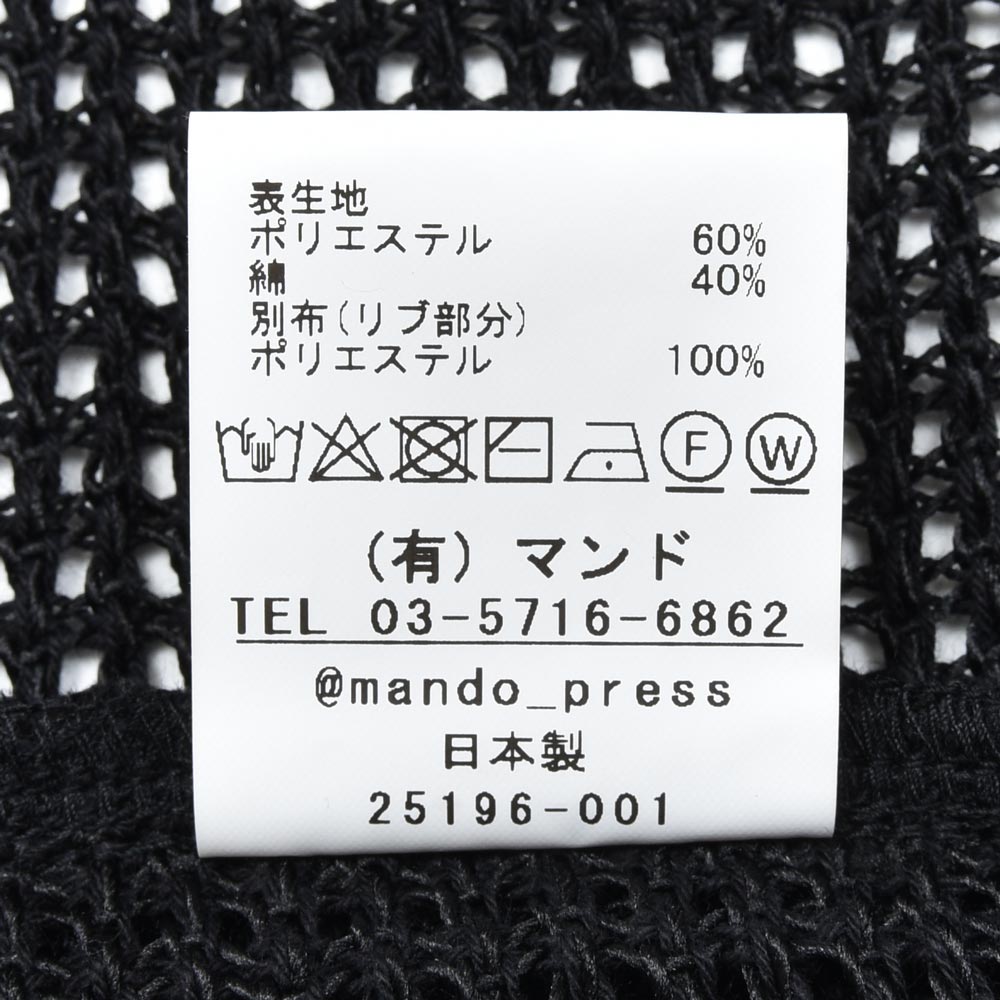 表生地
ポリエステル 60%
綿 40%
別布(リブ部分)
ポリエステル 100%
F W
(有) マンド
TEL 03-5716-6862
@mando_press
日本製
25196-001